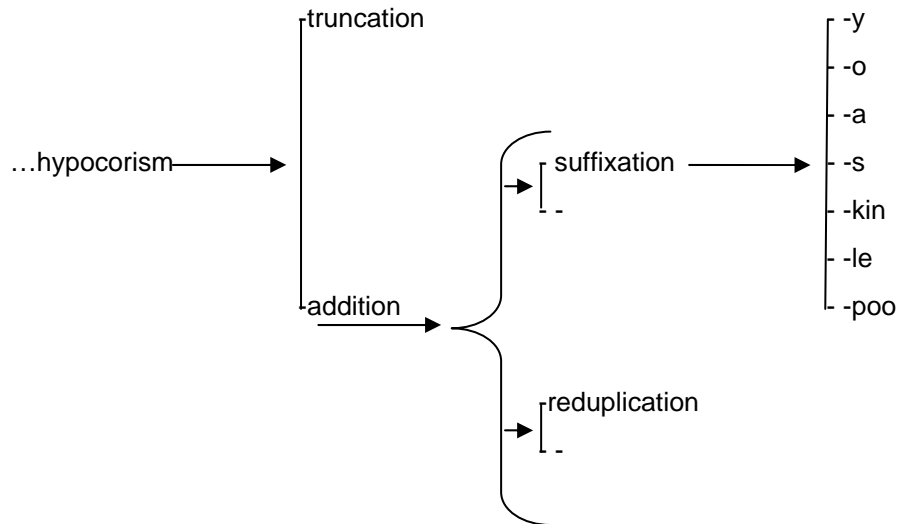 -truncation
- -y
- -o
- -a
…hypocorism
- suffixation
- -s
- -
- -kin
- -le
-addition
- -poo
-reduplication
- -